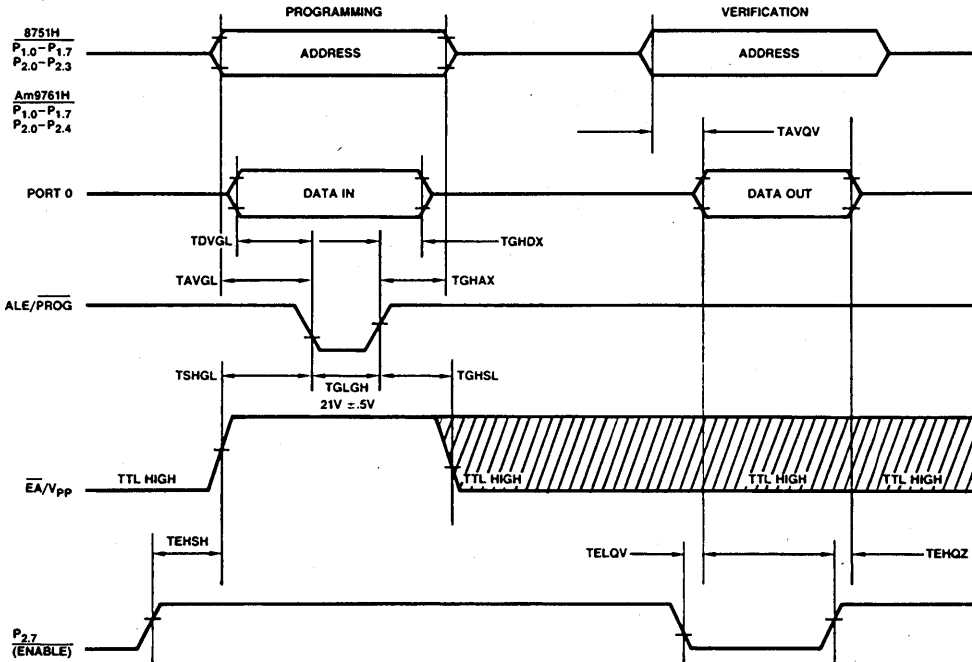 PROGRAMMING
VERIFICATION
8751H
P1.0–P1.7
P2.0–P2.3
ADDRESS
ADDRESS
Am9761H
P1.0–P1.7
P2.0–P2.4
TAVQV
PORT 0
DATA IN
DATA OUT
TDVGL
TGHDX
TAVGL
TGHAX
ALE/PROG
TSHGL
TGLGH
TGHSL
21V ±.5V
EA/VPP
TTL HIGH
TTL HIGH
TTL HIGH
TTL HIGH
TEHSH
TELQV
TEHQZ
P2.7
(ENABLE)